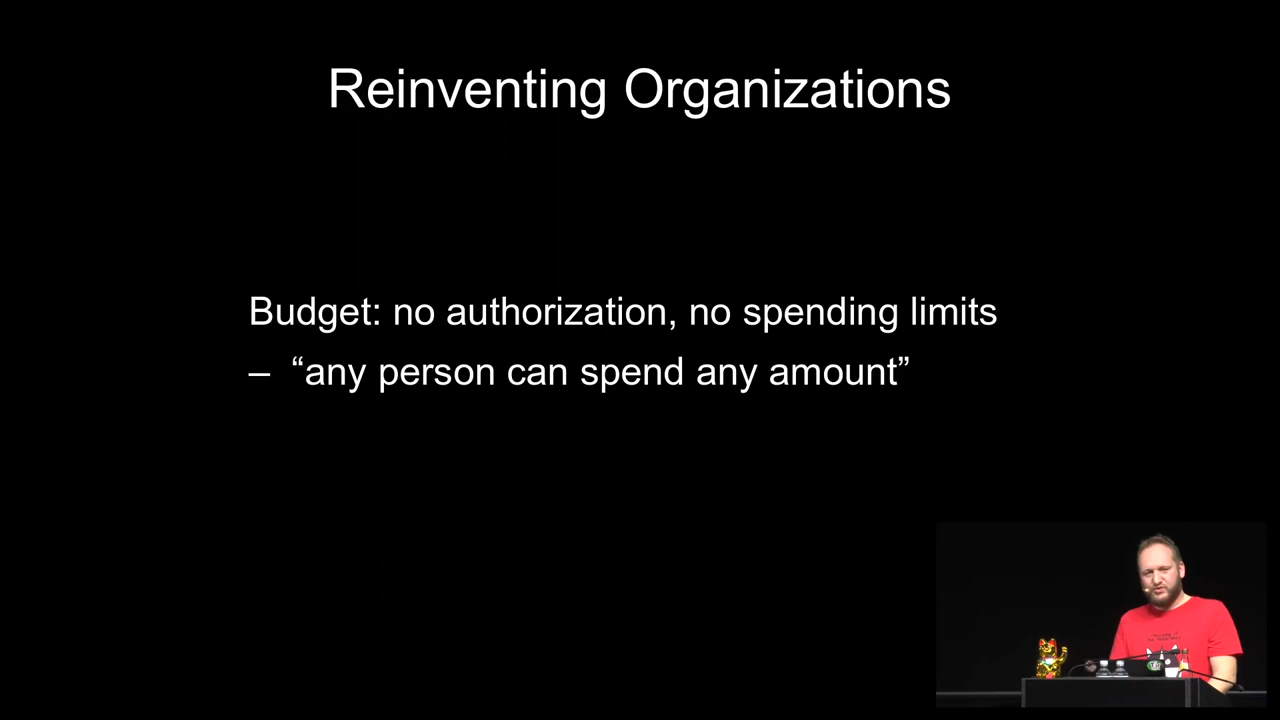 Reinventing Organizations
Budget: no authorization, no spending limits
– “any person can spend any amount”